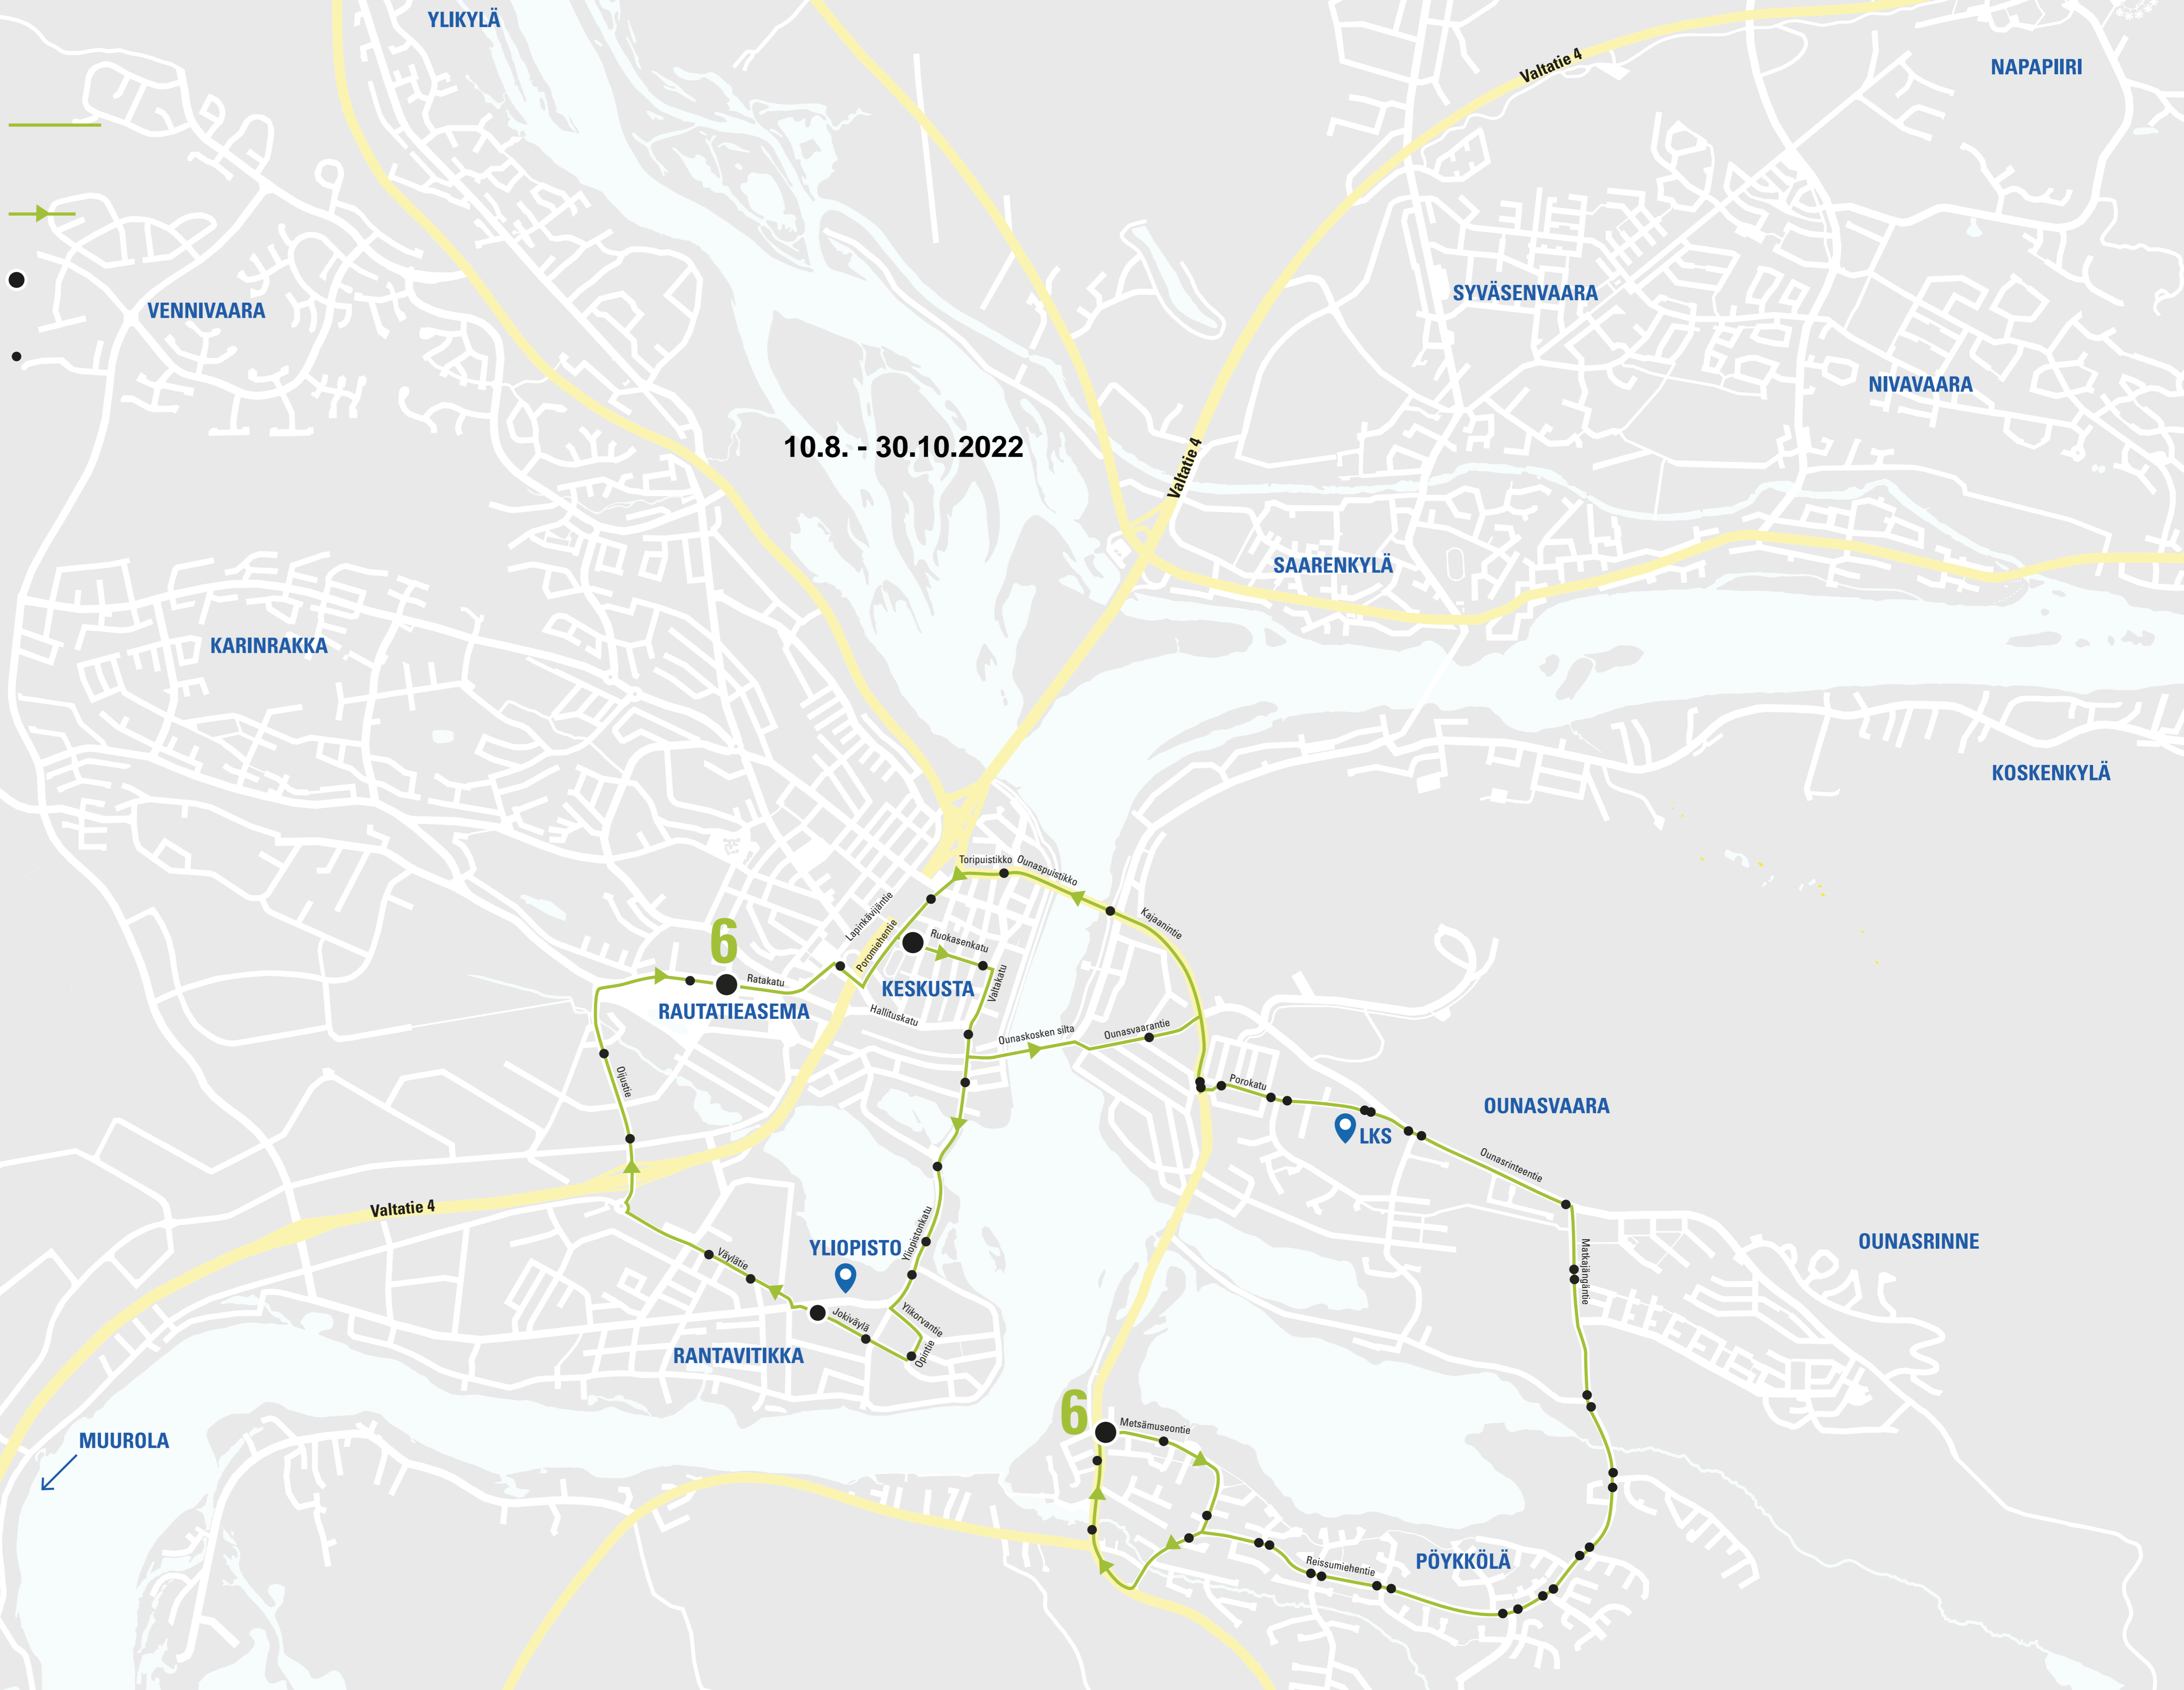 YLIKYLÄ
Valtatie 4
NAPAPIIRI
VENNIVAARA
SYVÄSENVAARA
NIVAVAARA
10.8. - 30.10.2022
Valtatie 4
SAARENKYLÄ
KARINRAKKA
KOSKENKYLÄ
Toripuistikko
Ounaspuistikko
Kajaanintie
Lapinkävijäntie
Poromiehentie
Ruokasenkatu
6
Ratakatu
KESKUSTA
Valtakatu
RAUTATIEASEMA
Hallituskatu
Ounaskosken silta
Ounasvaarantie
Oijustie
Porokatu
OUNASVAARA
LKS
Ounasrinteentie
Valtatie 4
Yliopistonkatu
YLIOPISTO
OUNASRINNE
Väylätie
Matkajängäntie
Jokiväylä
Ylikorvantie
Opintie
RANTAVITIKKA
6
Metsämuseontie
MUUROLA
Reissumiehentie
PÖYKKÖLÄ